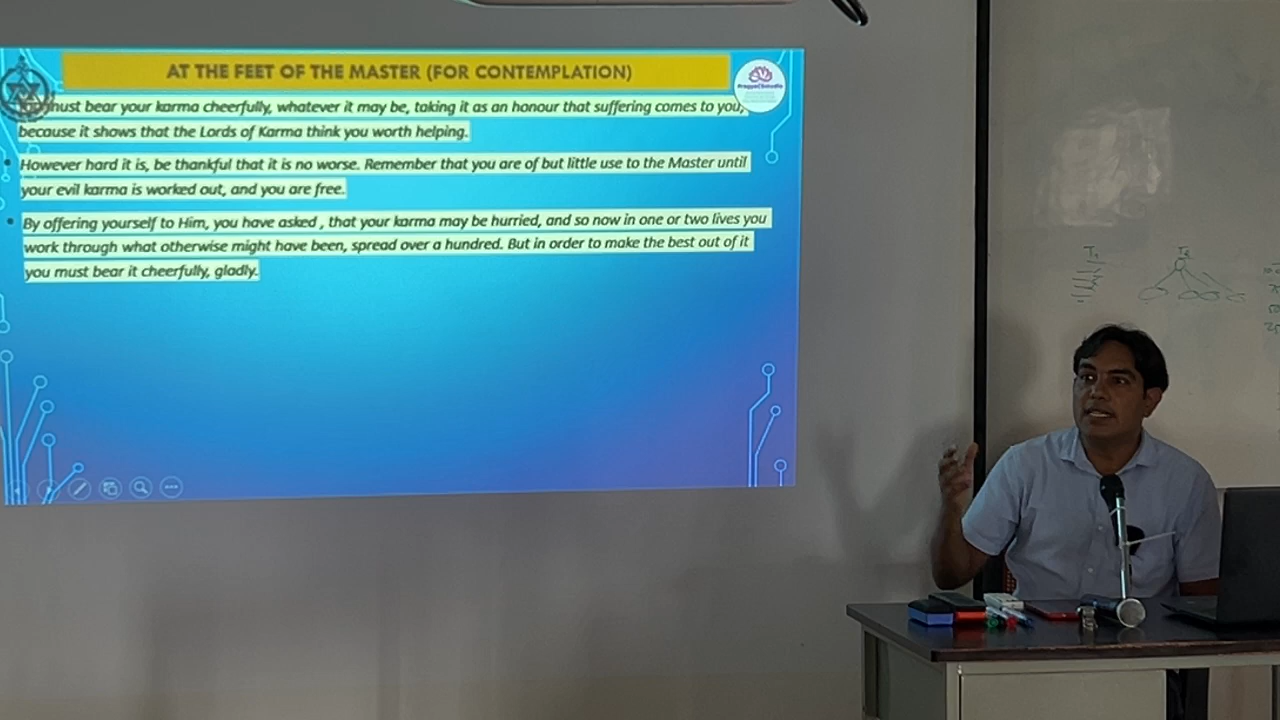 AT THE FEET OF THE MASTER (FOR CONTEMPLATION)
must bear your karma cheerfully, whatever it may be, taking it as an honour that suffering comes to you,
because it shows that the Lords of Karma think you worth helping.
However hard it is, be thankful that it is no worse. Remember that you are of but little use to the Master until
your evil karma is worked out, and you are free.
By offering yourself to Him, you have asked , that your karma may be hurried, and so now in one or two lives you
work through what otherwise might have been, spread over a hundred. But in order to make the best out of it
you must bear it cheerfully, gladly.
T1